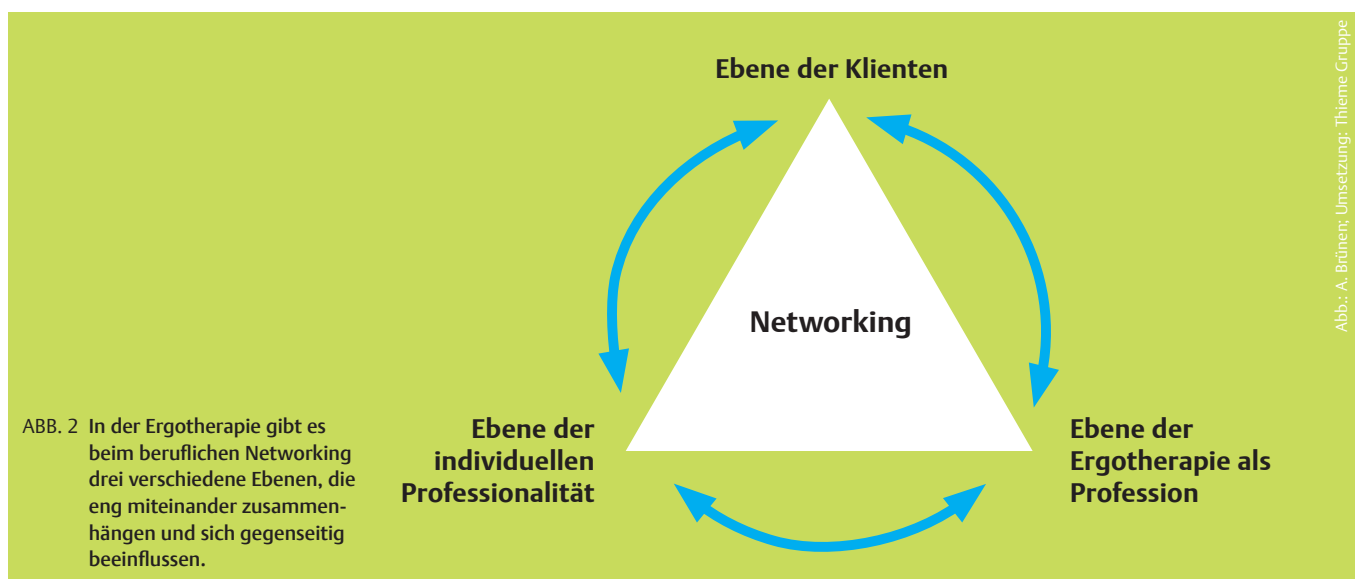 Ebene der Klienten
Networking
Ebene der
individuellen
Professionalität
Ebene der
Ergotherapie als
Profession
ABB. 2 In der Ergotherapie gibt es
beim beruflichen Networking
drei verschiedene Ebenen, die
eng miteinander zusammen-
hängen und sich gegenseitig
beeinflussen.
Abb.: A. Brünen; Umsetzung: Thieme Gruppe